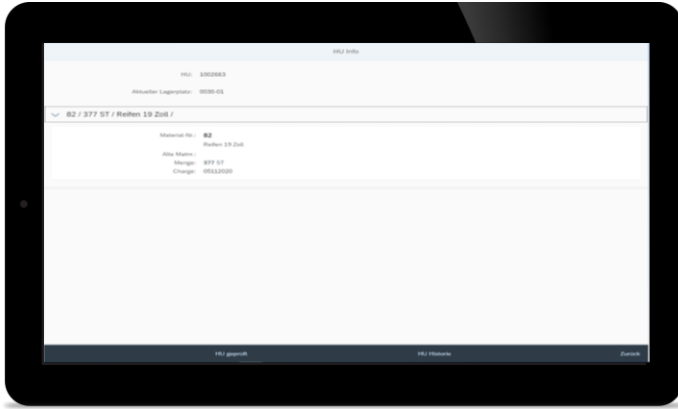 HU Info
HU: 1002663
Aktueller Lagerplatz: 0030-01
82 / 377 ST / Reifen 19 Zoll /
Material-Nr.: 82
Reifen 19 Zoll
Alte Matnr.:
Menge: 377 ST
Charge: 05112020
HU geprüft HU Historie Zurück